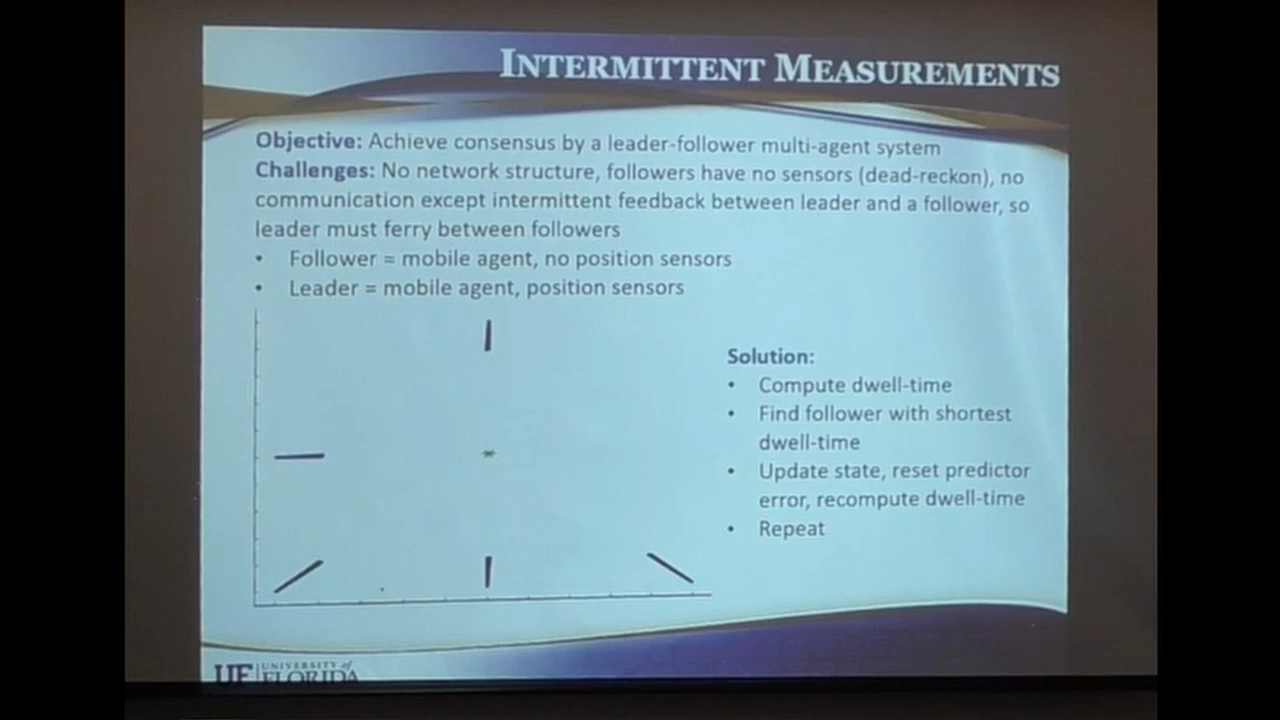 INTERMITTENT MEASUREMENTS
Objective: Achieve consensus by a leader-follower multi-agent system
Challenges: No network structure, followers have no sensors (dead-reckon), no
communication except intermittent feedback between leader and a follower, so
leader must ferry between followers
• Follower = mobile agent, no position sensors
• Leader = mobile agent, position sensors
Solution:
• Compute dwell-time
• Find follower with shortest
dwell-time
• Update state, reset predictor
error, recompute dwell-time
• Repeat
UF UNIVERSITY of
FLORIDA